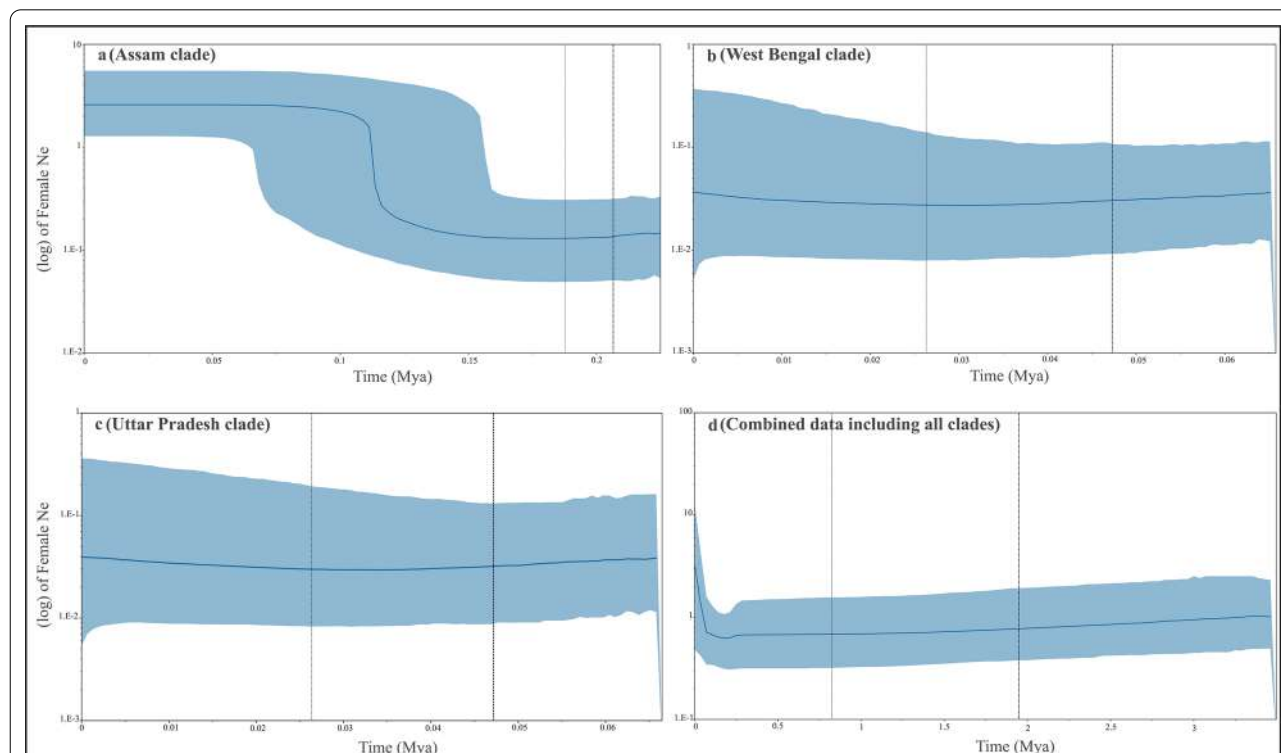 a (Assam clade)
10
1
1.E-1
1.E-2
(log) of Female Ne
0 0.05 0.1 0.15 0.2
Time (Mya)
b (West Bengal clade)
1
1.E-1
1.E-2
1.E-3
0 0.01 0.02 0.03 0.04 0.05 0.06
Time (Mya)
c (Uttar Pradesh clade)
1
1.E-1
1.E-2
1.E-3
(log) of Female Ne
0 0.01 0.02 0.03 0.04 0.05 0.06
Time (Mya)
d (Combined data including all clades)
100
10
1
1.E-1
0 0.5 1 1.5 2 2.5 3
Time (Mya)